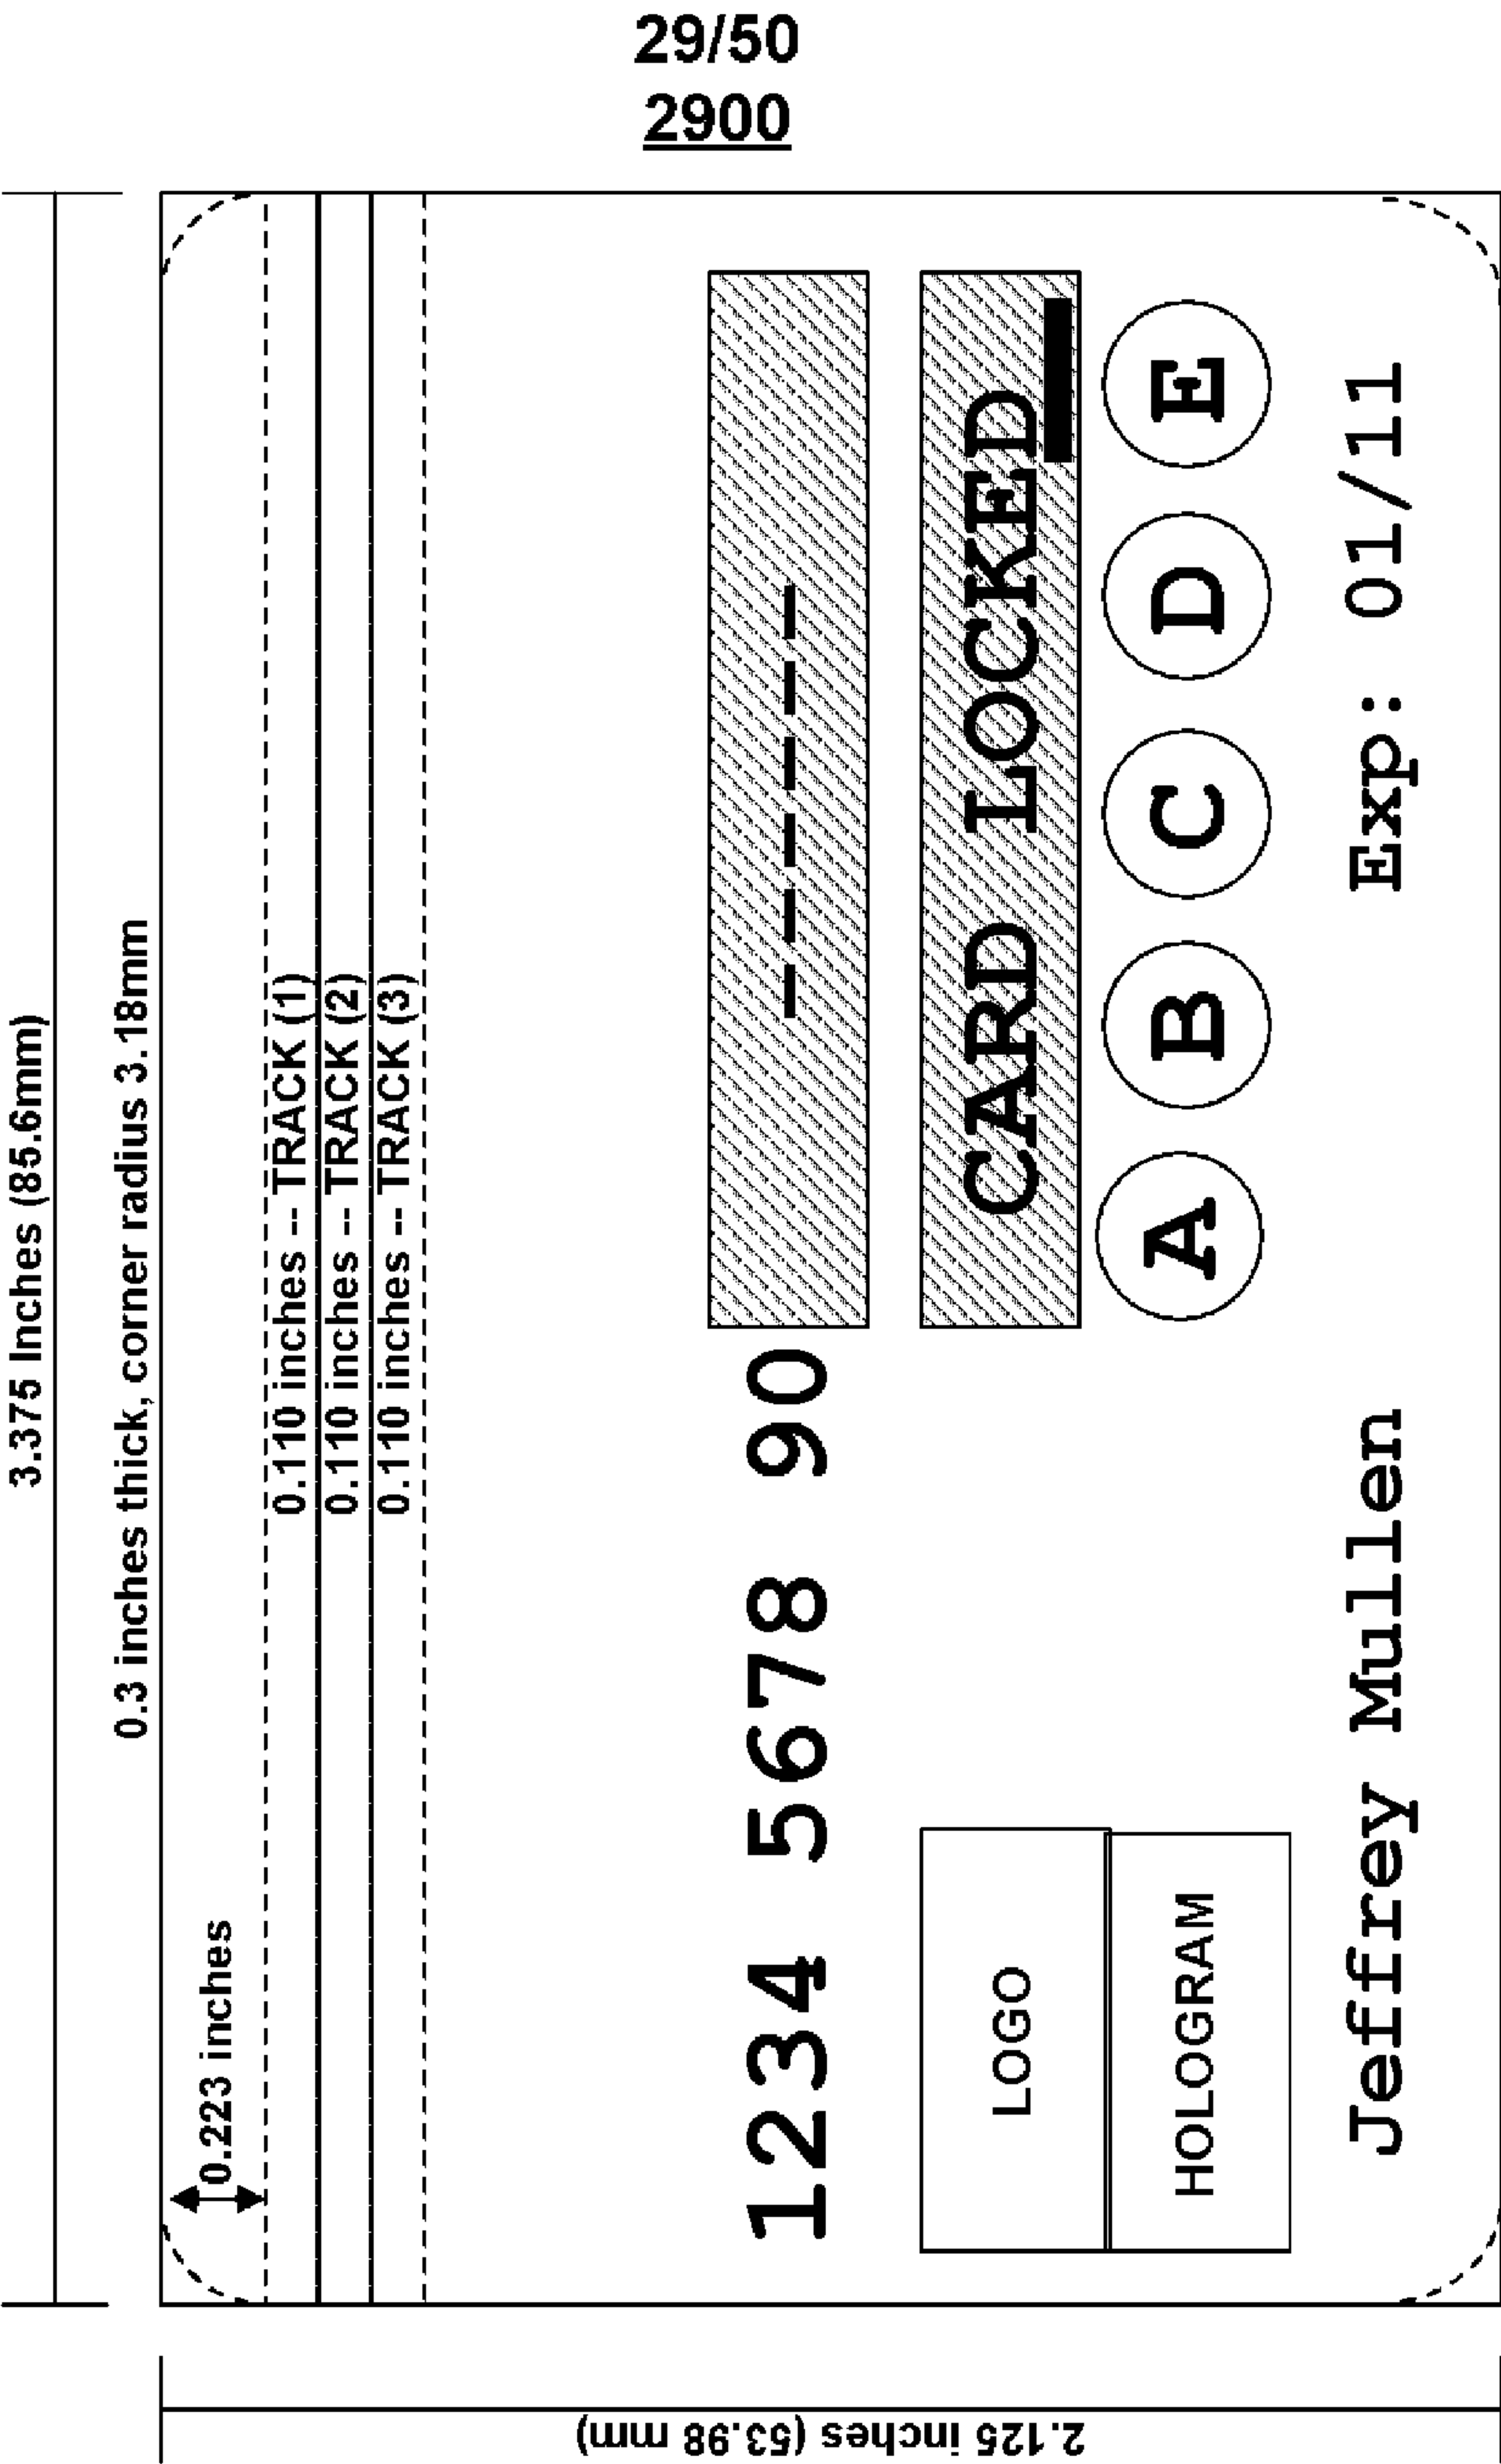 29/50
2900
3.375 Inches (85.6mm)
0.3 inches thick, corner radius 3.18mm
0.223 inches
0.110 inches -- TRACK (1)
0.110 inches -- TRACK (2)
0.110 inches -- TRACK (3)
1234 5678 90 ------
CARD LOCKED
LOGO
A B C D E
HOLOGRAM
Jeffrey Mullen Exp: 01/11
2.125 inches (53.98 mm)